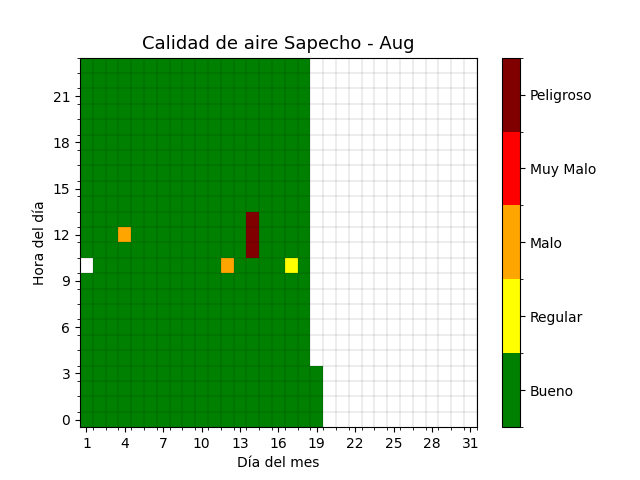 Calidad de aire Sapecho - Aug
Hora del día
21
18
15
12
9
6
3
0
1 4 7 10 13 16 19 22 25 28 31
Día del mes
Peligroso
Muy Malo
Malo
Regular
Bueno